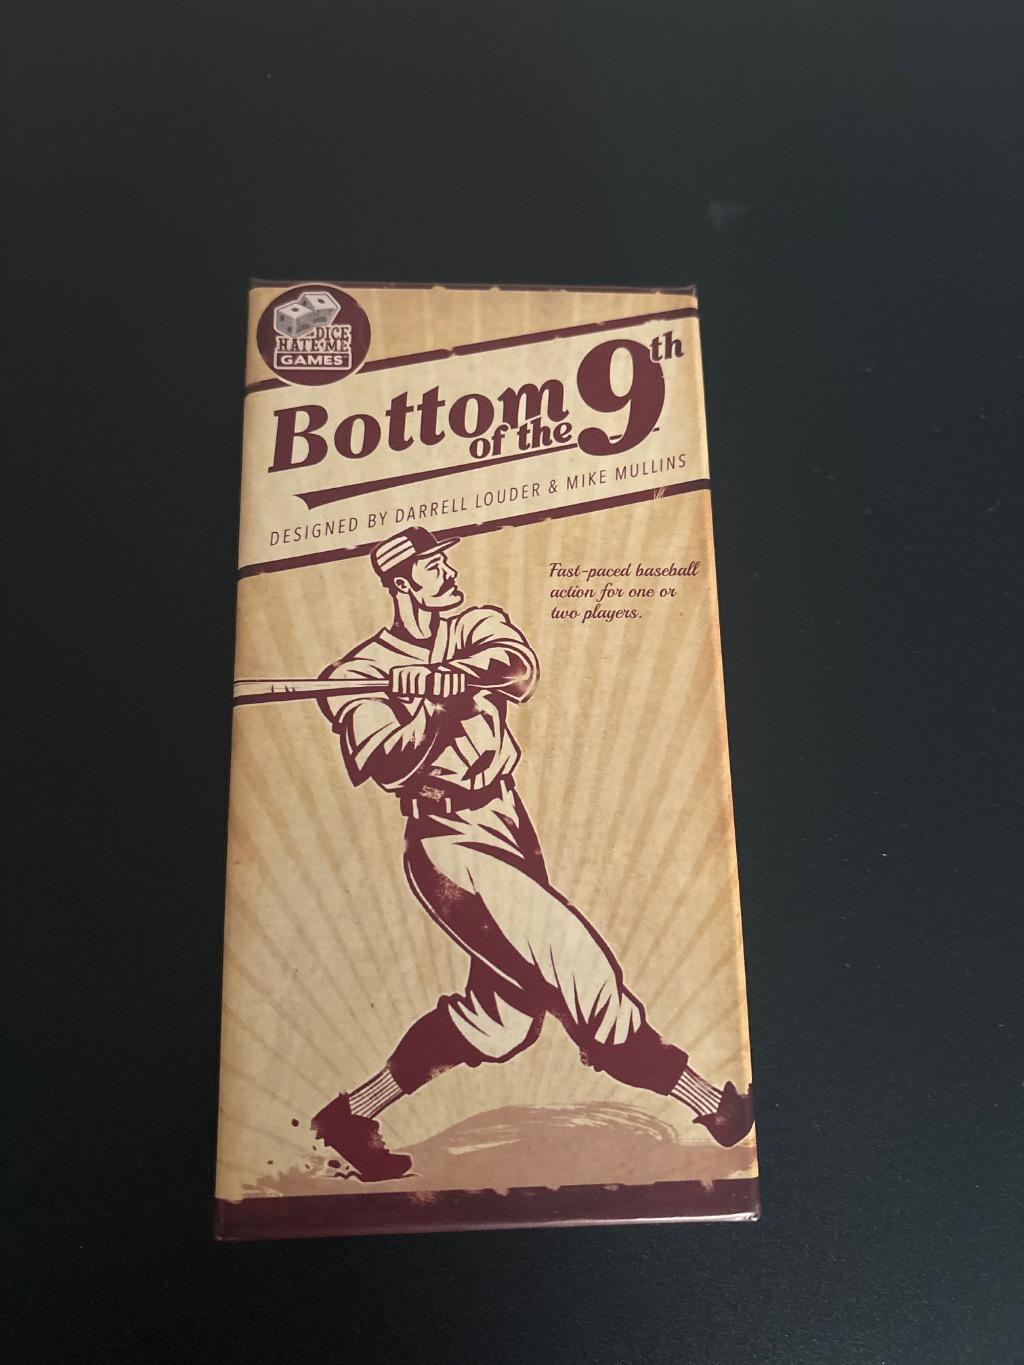 DICE
HATE·ME
GAMES™
Bottom
of the
9th
DESIGNED BY DARRELL LOUDER & MIKE MULLINS
Fast-paced baseball
action for one or
two players.